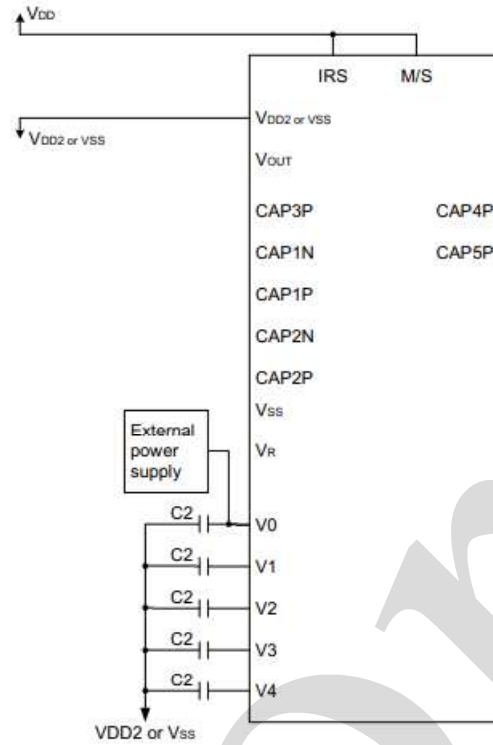 VDD
IRS M/S
VDD2 or VSS
VDD2 or VSS
VOUT
CAP3P CAP4P
CAP1N CAP5P
CAP1P
CAP2N
CAP2P
VSS
External
power
supply
VR
C2 V0
C2 V1
C2 V2
C2 V3
C2 V4
VDD2 or VSS